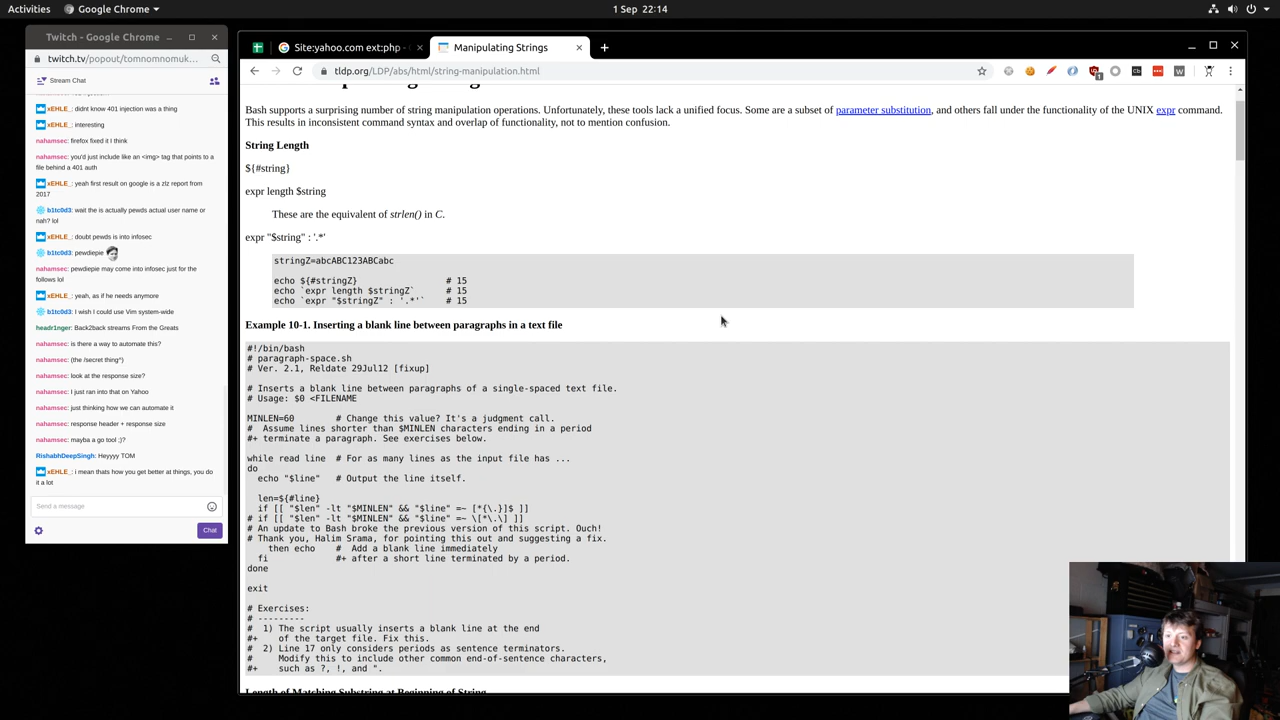 Activities
Google Chrome
1 Sep 22:14
Twitch - Google Chrome
twitch.tv/popout/tomnomnomuk...
Stream Chat
xEHLE_: didnt know 401 injection was a thing
xEHLE_: interesting
nahamsec: firefox fixed it I think
nahamsec: you'd just include like an <img> tag that points to a
file behind a 401 auth
xEHLE_: yeah first result on google is a zlz report from
2017
b1tc0d3: wait the is actually pewds actual user name or
nah? lol
xEHLE_: doubt pewds is into infosec
b1tc0d3: pewdiepie
nahamsec: pewdiepie may come into infosec just for the
follows lol
xEHLE_: yeah, as if he needs anymore
b1tc0d3: I wish I could use Vim system-wide
headr1nger: Back2back streams From the Greats
nahamsec: is there a way to automate this?
nahamsec: (the /secret thing^)
nahamsec: look at the response size?
nahamsec: I just ran into that on Yahoo
nahamsec: just thinking how we can automate it
nahamsec: response header + response size
nahamsec: mayba a go tool ;)?
RishabhDeepSingh: Heyyyy TOM
xEHLE_: i mean thats how you get better at things, you do
it a lot
Send a message
Chat
Site:yahoo.com ext:php -
Manipulating Strings
tldp.org/LDP/abs/html/string-manipulation.html
Bash supports a surprising number of string manipulation operations. Unfortunately, these tools lack a unified focus. Some are a subset of parameter substitution, and others fall under the functionality of the UNIX expr command.
This results in inconsistent command syntax and overlap of functionality, not to mention confusion.
String Length
${#string}
expr length $string
These are the equivalent of strlen() in C.
expr "$string" : '.*'
stringZ=abcABC123ABCabc
echo ${#stringZ} # 15
echo `expr length $stringZ` # 15
echo `expr "$stringZ" : '.*'` # 15
Example 10-1. Inserting a blank line between paragraphs in a text file
#!/bin/bash
# paragraph-space.sh
# Ver. 2.1, Reldate 29Jul12 [fixup]
# Inserts a blank line between paragraphs of a single-spaced text file.
# Usage: $0 <FILENAME
MINLEN=60 # Change this value? It's a judgment call.
# Assume lines shorter than $MINLEN characters ending in a period
#+ terminate a paragraph. See exercises below.
while read line # For as many lines as the input file has ...
do
echo "$line" # Output the line itself.
len=${#line}
if [[ "$len" -lt "$MINLEN" && "$line" =~ [*{\.}]$ ]]
# if [[ "$len" -lt "$MINLEN" && "$line" =~ \[*\.\] ]]
# An update to Bash broke the previous version of this script. Ouch!
# Thank you, Halim Srama, for pointing this out and suggesting a fix.
then echo # Add a blank line immediately
fi #+ after a short line terminated by a period.
done
exit
# Exercises:
# ---------
# 1) The script usually inserts a blank line at the end
#+ of the target file. Fix this.
# 2) Line 17 only considers periods as sentence terminators.
# Modify this to include other common end-of-sentence characters,
#+ such as ?, !, and ".
Length of Matching Substring at Beginning of String